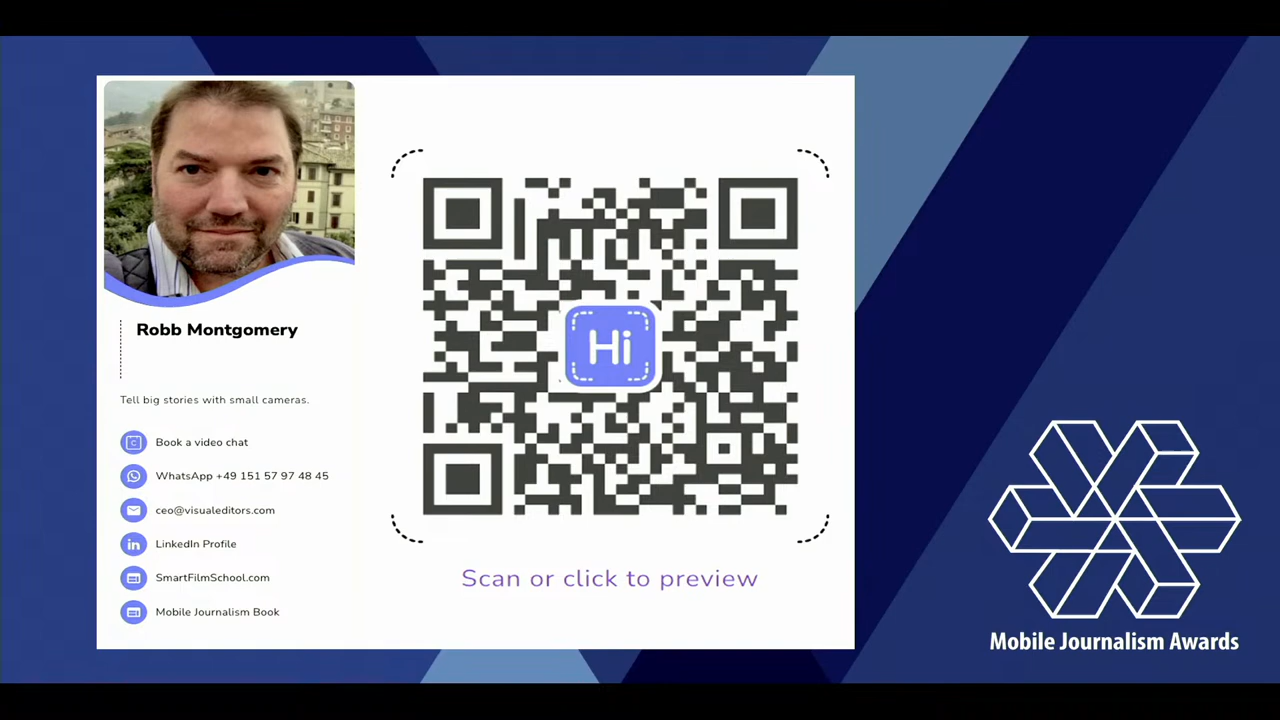 Robb Montgomery
Tell big stories with small cameras.
C
Book a video chat
WhatsApp +49 151 57 97 48 45
ceo@visualeditors.com
in
LinkedIn Profile
SmartFilmSchool.com
Mobile Journalism Book
Hi
Scan or click to preview
Mobile Journalism Awards